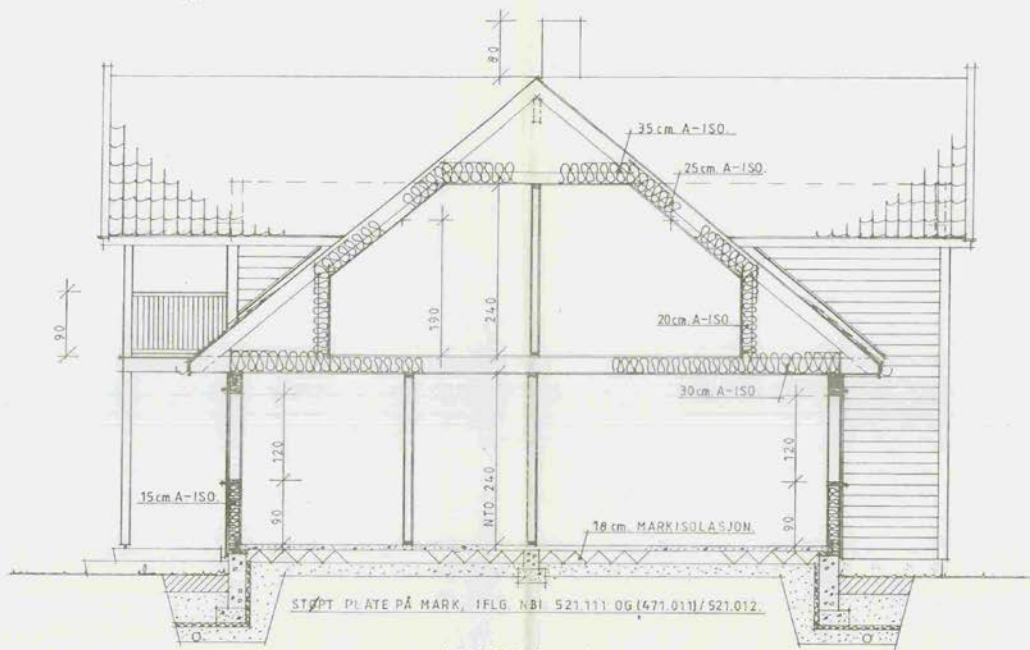 80
35 cm. A-ISO.
25 cm. A-ISO.
90
190
240
20 cm. A-ISO.
30 cm. A-ISO
120
120
15 cm. A-ISO.
90
NTO. 240
18 cm. MARKISOLASJON.
90
STØPT PLATE PÅ MARK, IFLG. NBI 521.111 OG (471.011) / 521.012.